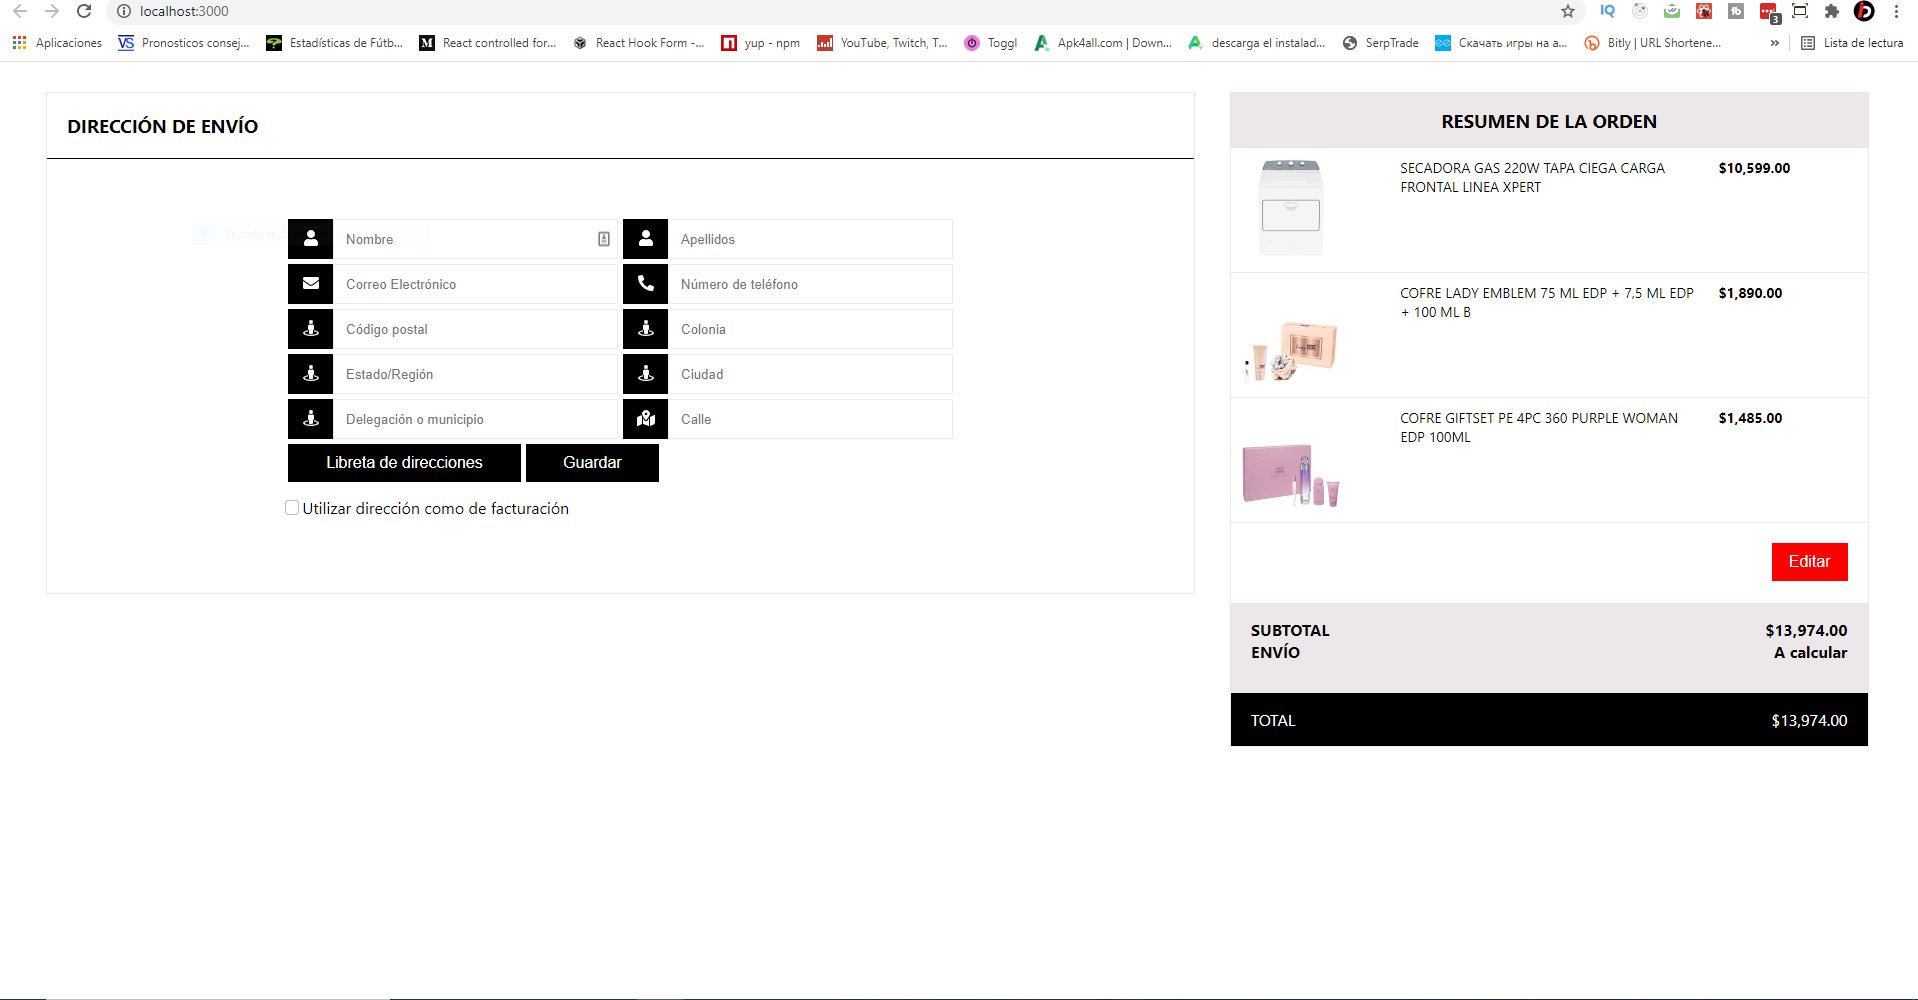 localhost:3000
IQ
3
Aplicaciones
VS Pronosticos consej...
Estadísticas de Fútb...
M React controlled for...
React Hook Form -...
yup - npm
YouTube, Twitch, T...
Toggl
Apk4all.com | Down...
descarga el instalad...
SerpTrade
Скачать игры на а...
Bitly | URL Shortene...
»
Lista de lectura
DIRECCIÓN DE ENVÍO
Nombre
Apellidos
Correo Electrónico
Número de teléfono
Código postal
Colonia
Estado/Región
Ciudad
Delegación o municipio
Calle
Libreta de direcciones
Guardar
Utilizar dirección como de facturación
RESUMEN DE LA ORDEN
SECADORA GAS 220W TAPA CIEGA CARGA
FRONTAL LINEA XPERT
$10,599.00
COFRE LADY EMBLEM 75 ML EDP + 7,5 ML EDP
+ 100 ML B
$1,890.00
COFRE GIFTSET PE 4PC 360 PURPLE WOMAN
EDP 100ML
$1,485.00
Editar
SUBTOTAL $13,974.00
ENVÍO A calcular
TOTAL $13,974.00